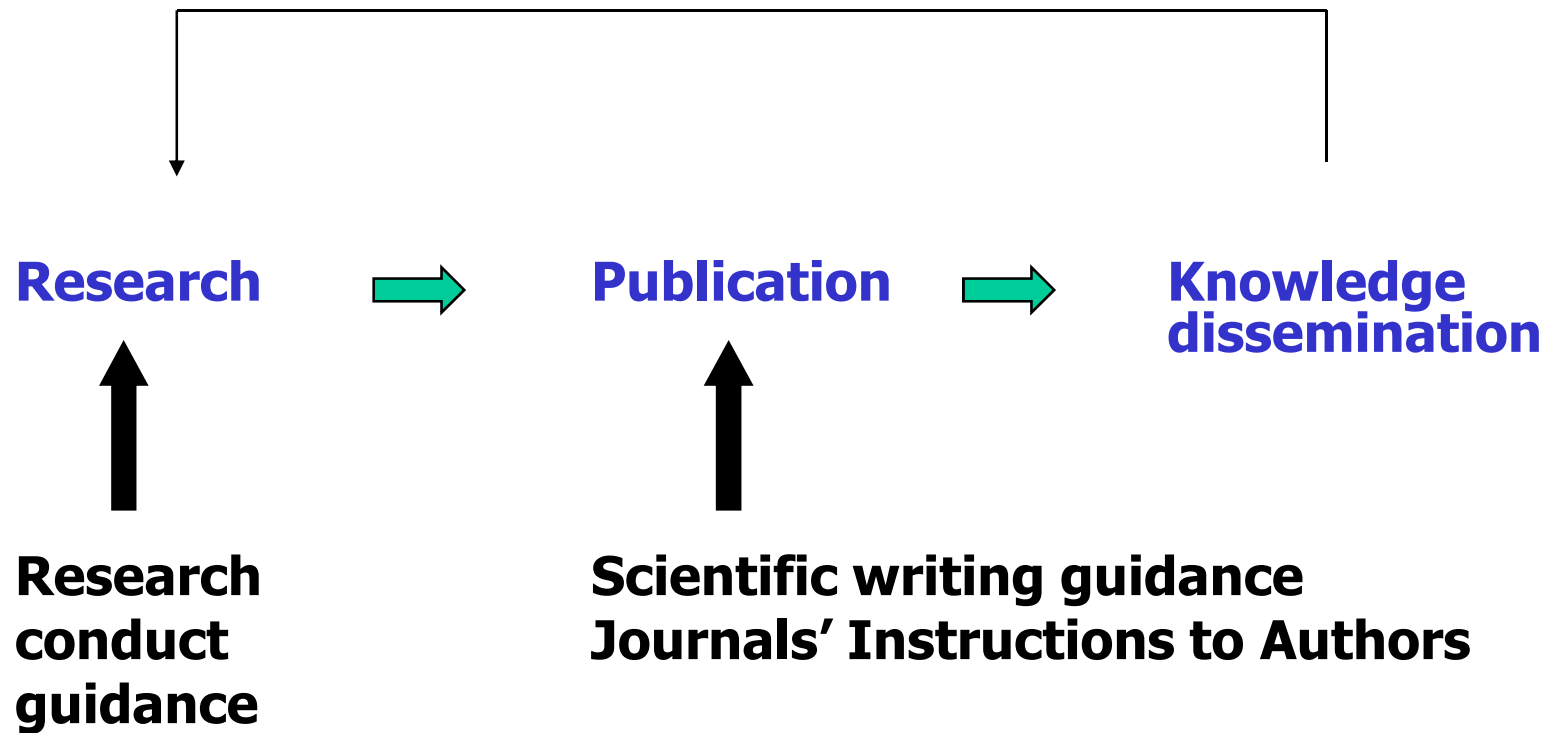 Research
Publication
Knowledge
dissemination
Research
conduct
guidance
Scientific writing guidance
Journals’ Instructions to Authors